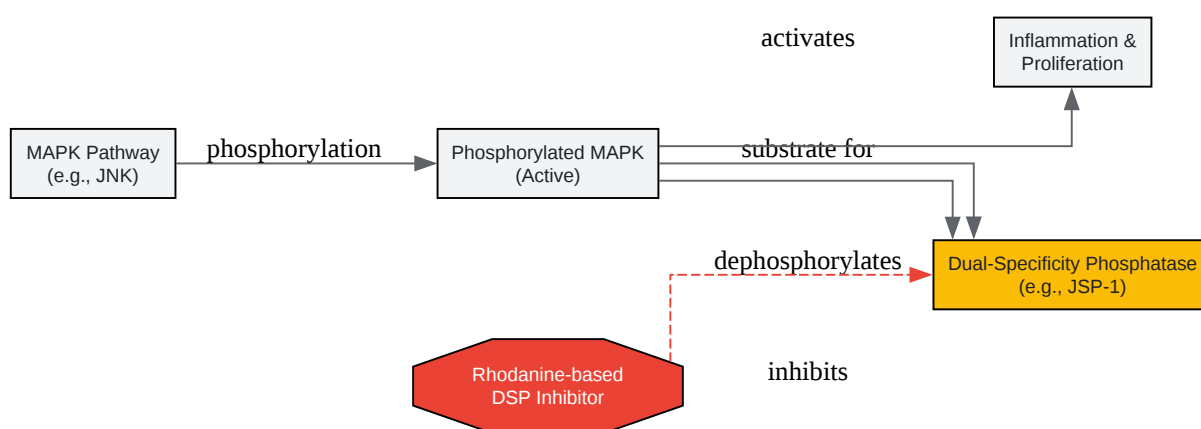 activates
Inflammation &
Proliferation
MAPK Pathway
(e.g., JNK)
phosphorylation
Phosphorylated MAPK
(Active)
substrate for
dephosphorylates
Dual-Specificity Phosphatase
(e.g., JSP-1)
Rhodanine-based
DSP Inhibitor
inhibits